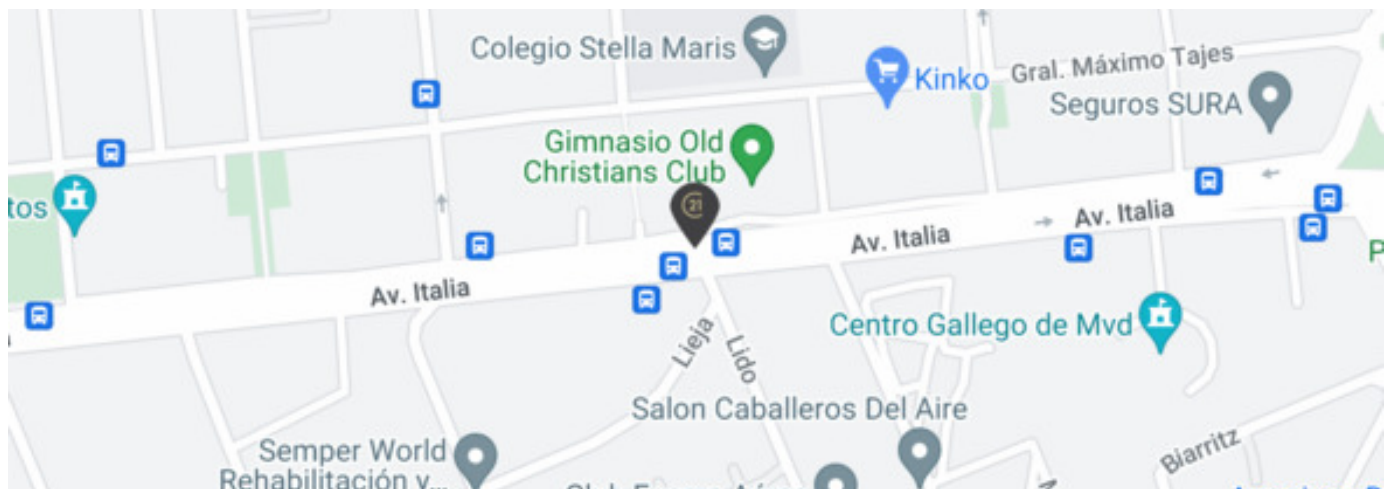 Colegio Stella Maris
Kinko
Gral. Máximo Tajes
Seguros SURA
Gimnasio Old
Christians Club
tos
21
Av. Italia
Av. Italia
Av. Italia
Centro Gallego de Mvd
Lieja
Lido
Salon Caballeros Del Aire
Biarritz
Semper World
Rehabilitación y...
P